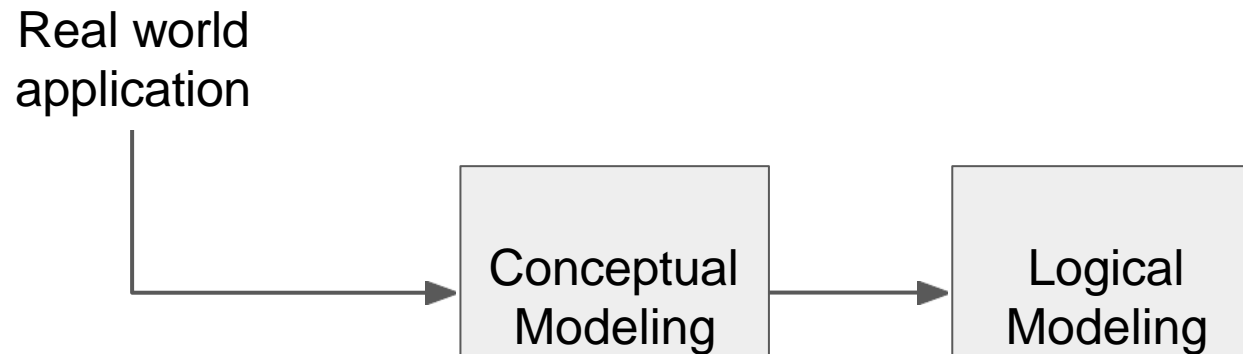 Real world
application
Conceptual
Modeling
Logical
Modeling